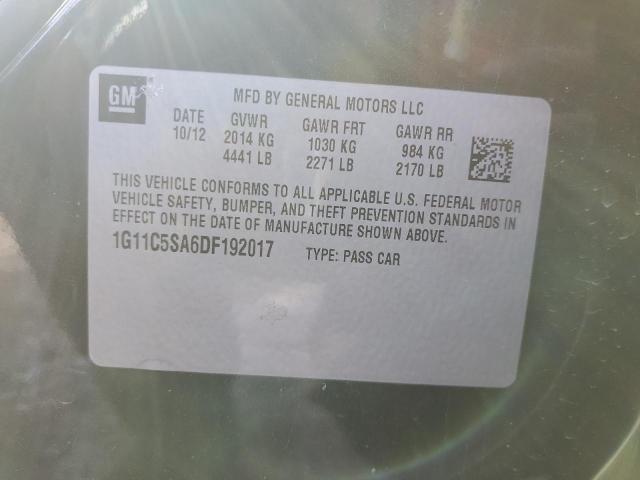 GM
MFD BY GENERAL MOTORS LLC
DATE GVWR GAWR FRT GAWR RR
10/12 2014 KG 1030 KG 984 KG
4441 LB 2271 LB 2170 LB
THIS VEHICLE CONFORMS TO ALL APPLICABLE U.S. FEDERAL MOTOR
VEHICLE SAFETY, BUMPER, AND THEFT PREVENTION STANDARDS IN
EFFECT ON THE DATE OF MANUFACTURE SHOWN ABOVE.
1G11C5SA6DF192017 TYPE: PASS CAR